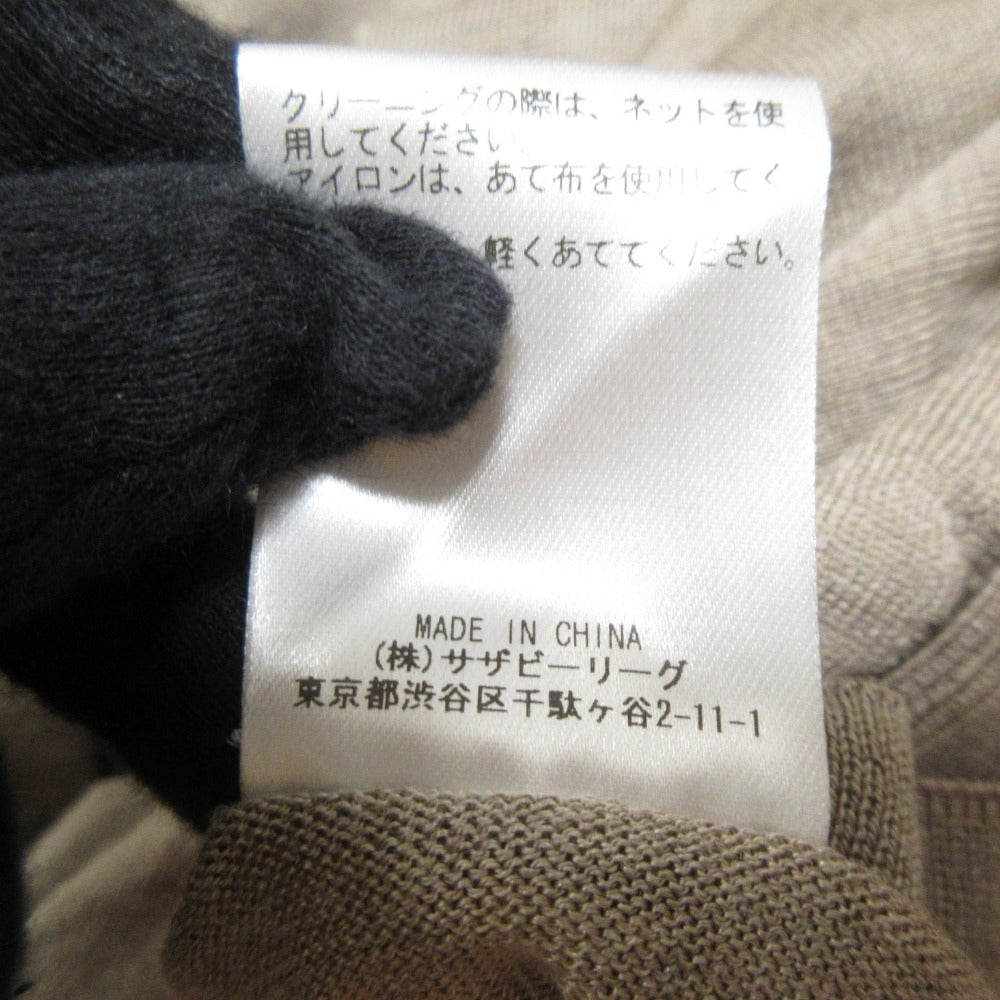 クリーニングの際は、ネットを使
用してください。
アイロンは、あて布を使用してく
軽くあててください。
MADE IN CHINA
(株)サザビーリーグ
東京都渋谷区千駄ヶ谷2-11-1